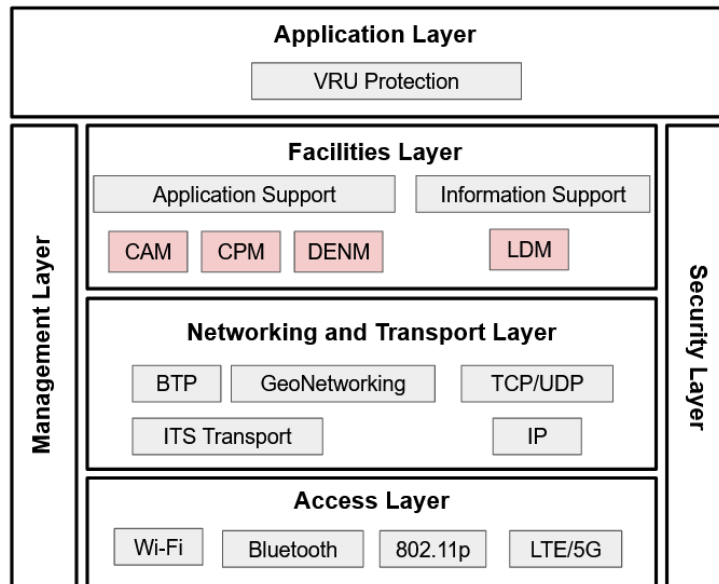 Application Layer
VRU Protection
Management Layer
Facilities Layer
Application Support Information Support
CAM CPM DENM LDM
Networking and Transport Layer
BTP GeoNetworking TCP/UDP
ITS Transport IP
Access Layer
Wi-Fi Bluetooth 802.11p LTE/5G
Security Layer